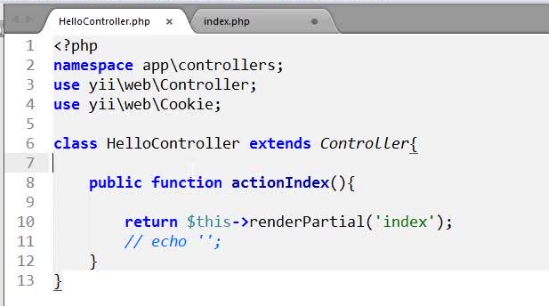 HelloController.php × index.php
1 <?php
2 namespace app\controllers;
3 use yii\web\Controller;
4 use yii\web\Cookie;
5
6 class HelloController extends Controller{
7
8     public function actionIndex(){
9
10         return $this->renderPartial('index');
11         // echo '';
12     }
13 }